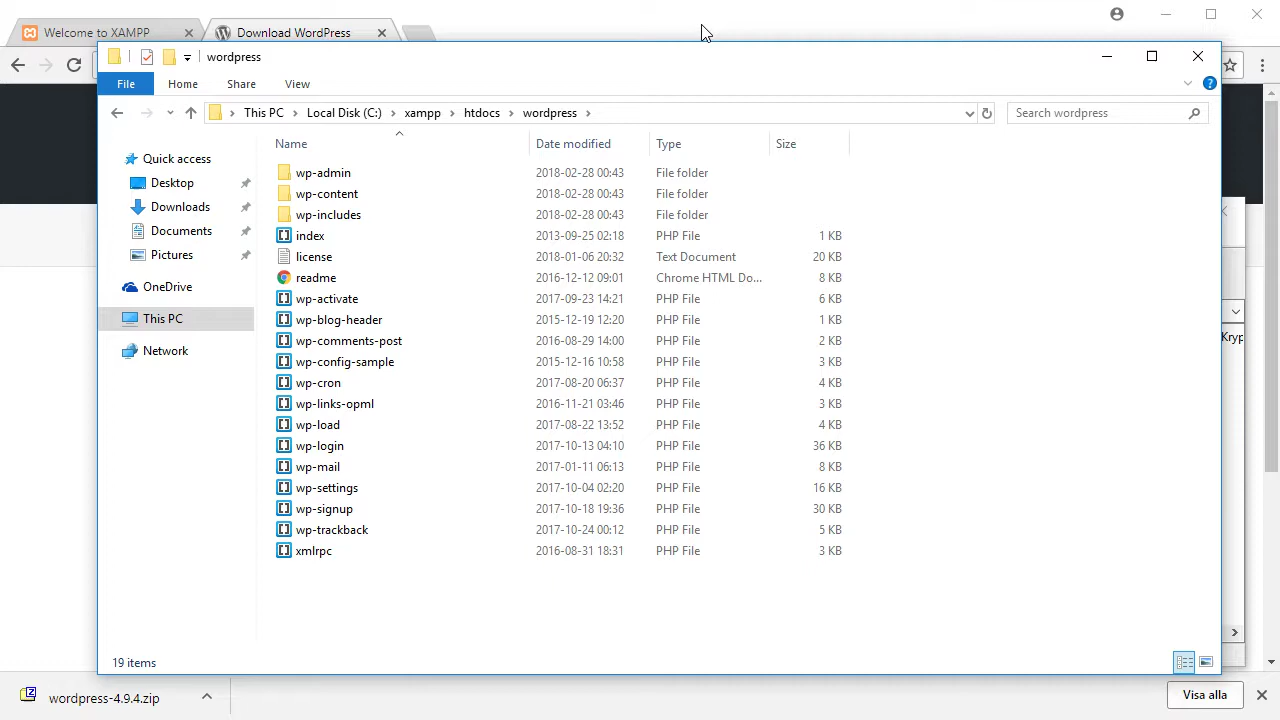 Welcome to XAMPP
Download WordPress
wordpress
File
Home
Share
View
This PC
Local Disk (C:)
xampp
htdocs
wordpress
Search wordpress
Name
Date modified
Type
Size
Quick access
Desktop
Downloads
Documents
Pictures
OneDrive
This PC
Network
wp-admin 2018-02-28 00:43 File folder
wp-content 2018-02-28 00:43 File folder
wp-includes 2018-02-28 00:43 File folder
index 2013-09-25 02:18 PHP File 1 KB
license 2018-01-06 20:32 Text Document 20 KB
readme 2016-12-12 09:01 Chrome HTML Do... 8 KB
wp-activate 2017-09-23 14:21 PHP File 6 KB
wp-blog-header 2015-12-19 12:20 PHP File 1 KB
wp-comments-post 2016-08-29 14:00 PHP File 2 KB
wp-config-sample 2015-12-16 10:58 PHP File 3 KB
wp-cron 2017-08-20 06:37 PHP File 4 KB
wp-links-opml 2016-11-21 03:46 PHP File 3 KB
wp-load 2017-08-22 13:52 PHP File 4 KB
wp-login 2017-10-13 04:10 PHP File 36 KB
wp-mail 2017-01-11 06:13 PHP File 8 KB
wp-settings 2017-10-04 02:20 PHP File 16 KB
wp-signup 2017-10-18 19:36 PHP File 30 KB
wp-trackback 2017-10-24 00:12 PHP File 5 KB
xmlrpc 2016-08-31 18:31 PHP File 3 KB
Kryp
19 items
wordpress-4.9.4.zip
Visa alla